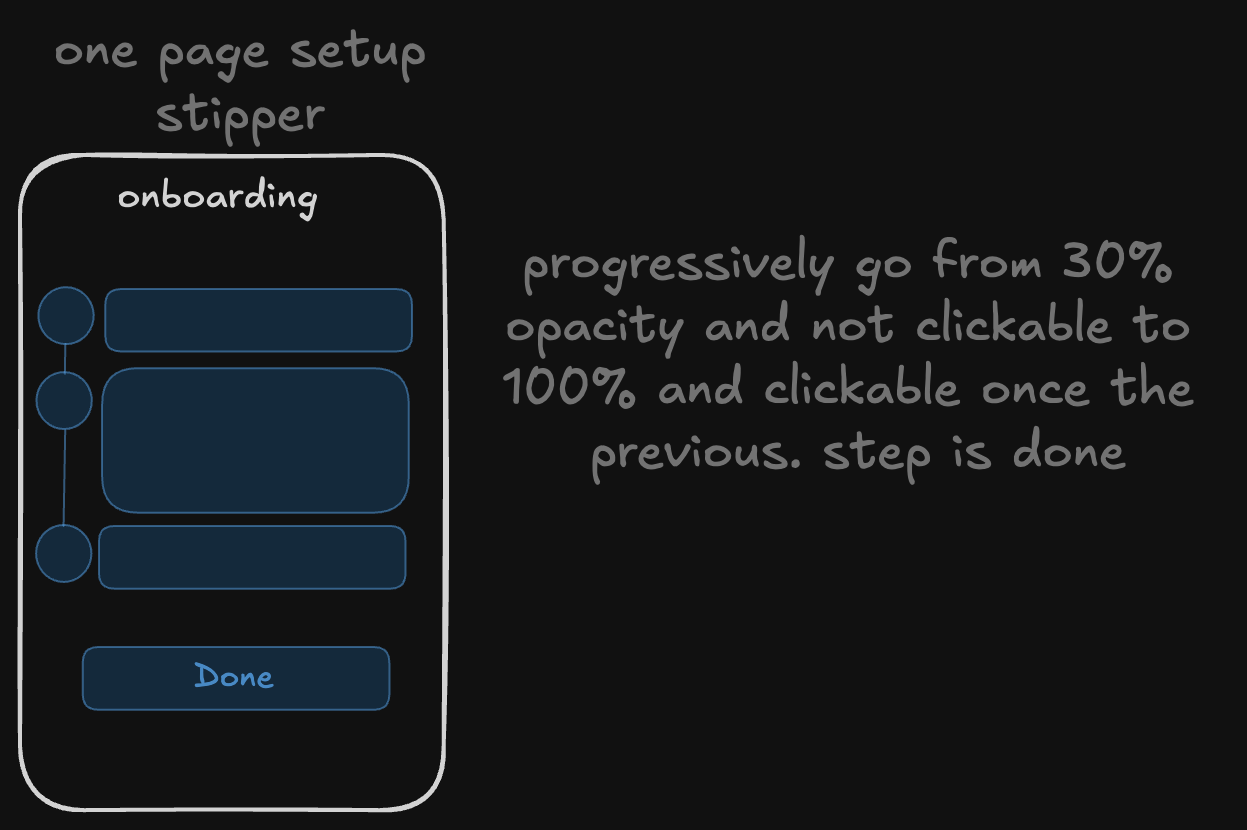 one page setup
stipper
onboarding
progressively go from 30%
opacity and not clickable to
100% and clickable once the
previous. step is done
Done